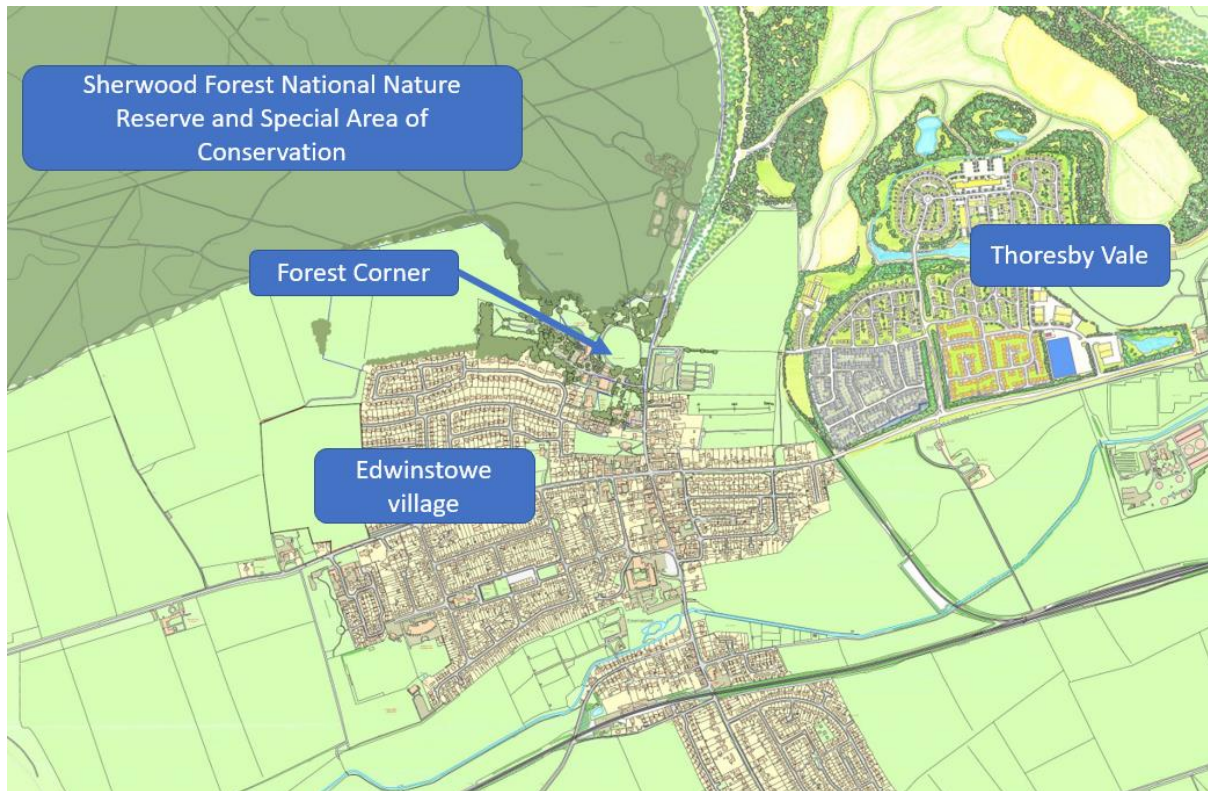 Sherwood Forest National Nature
Reserve and Special Area of
Conservation
Forest Corner
Thoresby Vale
Edwinstowe
village